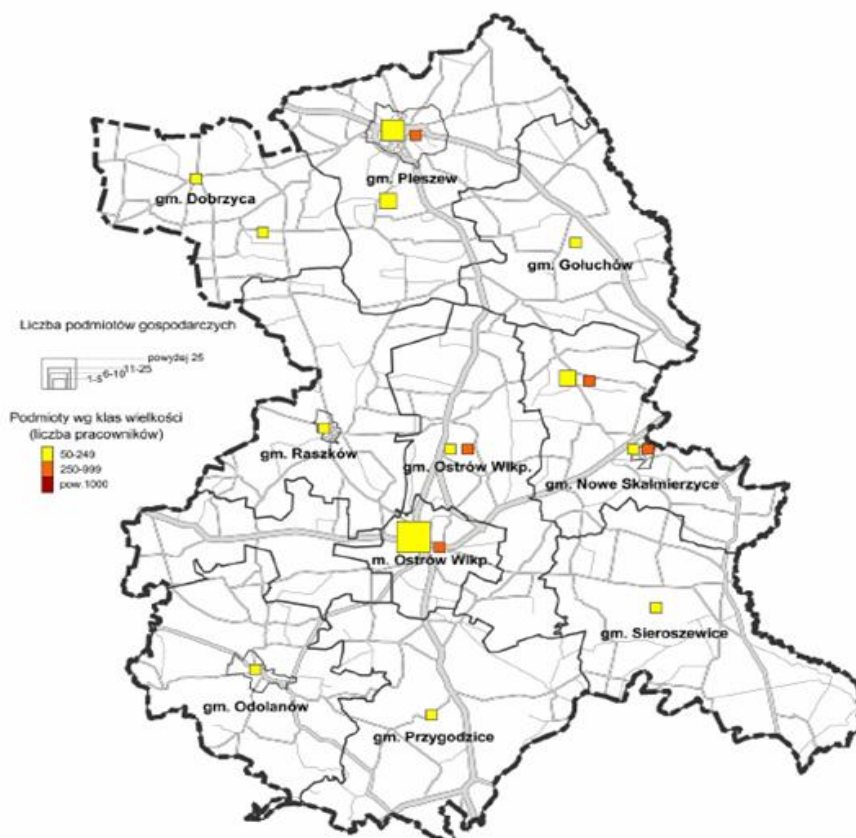 gm. Pleszew
gm. Dobrzyca
gm. Gołuchów
Liczba podmiotów gospodarczych
powyżej 25
11-25
6-10
1-5
Podmioty wg klas wielkości
(liczba pracowników)
50-249
250-999
pow.1000
gm. Raszków
gm. Ostrów Wlkp.
gm. Nowe Skalmierzyce
m. Ostrów Wlkp.
gm. Sieroszewice
gm. Odolanów
gm. Przygodzice